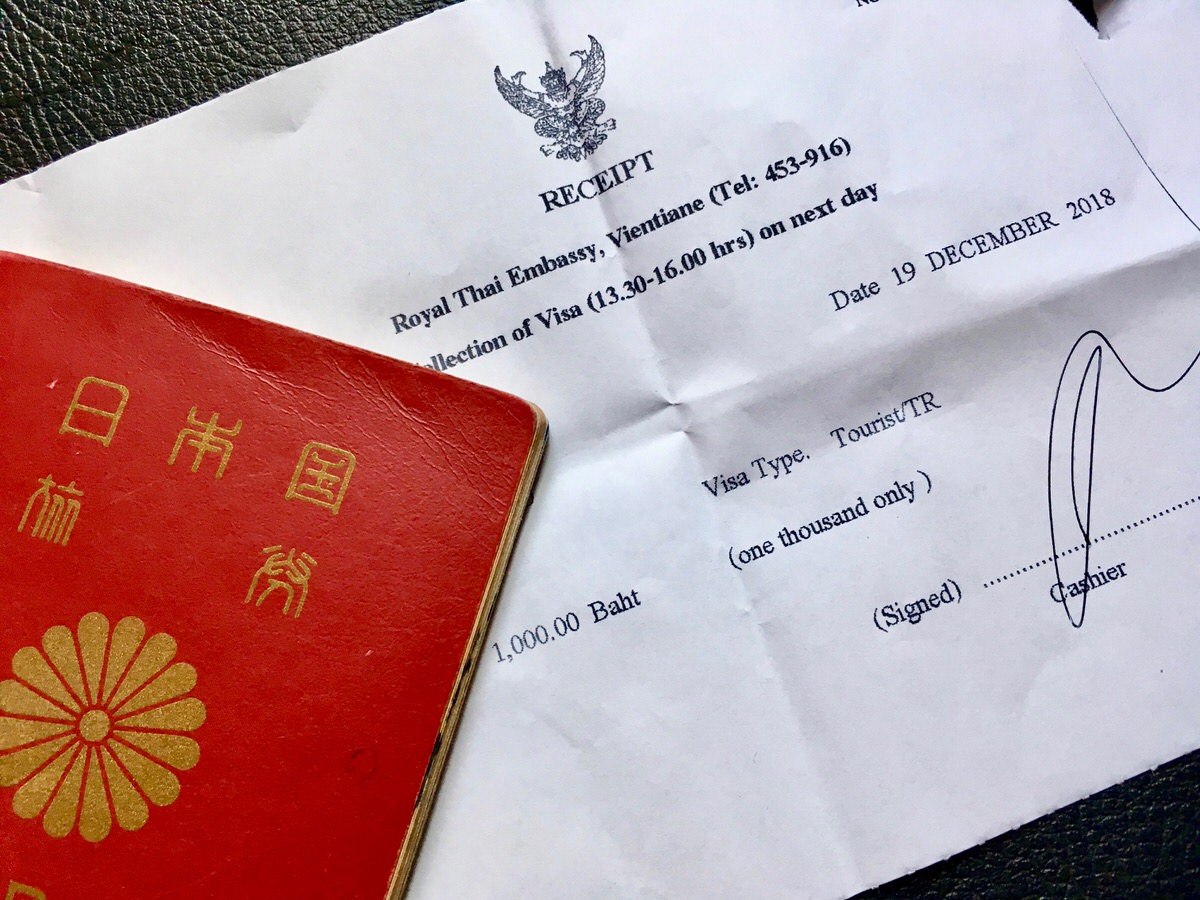 RECEIPT
Royal Thai Embassy, Vientiane (Tel: 453-916)
ollection of Visa (13.30-16.00 hrs) on next day
Date 19 DECEMBER 2018
Visa Type. Tourist/TR
(one thousand only )
1,000.00 Baht
(Signed)
Cashier
日本国
旅券